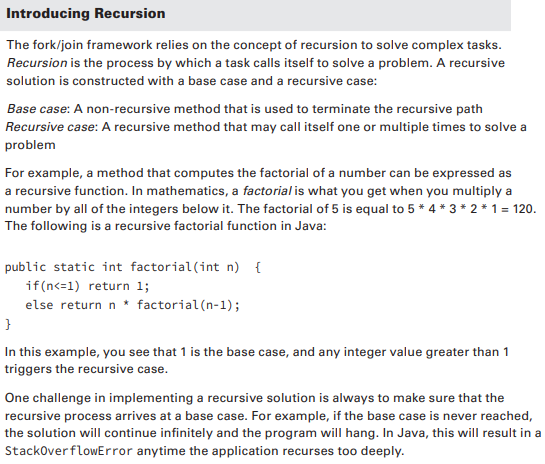 Introducing Recursion
The fork/join framework relies on the concept of recursion to solve complex tasks.
Recursion is the process by which a task calls itself to solve a problem. A recursive
solution is constructed with a base case and a recursive case:
Base case: A non-recursive method that is used to terminate the recursive path
Recursive case: A recursive method that may call itself one or multiple times to solve a
problem
For example, a method that computes the factorial of a number can be expressed as
a recursive function. In mathematics, a factorial is what you get when you multiply a
number by all of the integers below it. The factorial of 5 is equal to 5 * 4 * 3 * 2 * 1 = 120.
The following is a recursive factorial function in Java:
public static int factorial(int n) {
if(n<=1) return 1;
else return n * factorial(n-1);
}
In this example, you see that 1 is the base case, and any integer value greater than 1
triggers the recursive case.
One challenge in implementing a recursive solution is always to make sure that the
recursive process arrives at a base case. For example, if the base case is never reached,
the solution will continue infinitely and the program will hang. In Java, this will result in a
StackOverflowError anytime the application recurses too deeply.